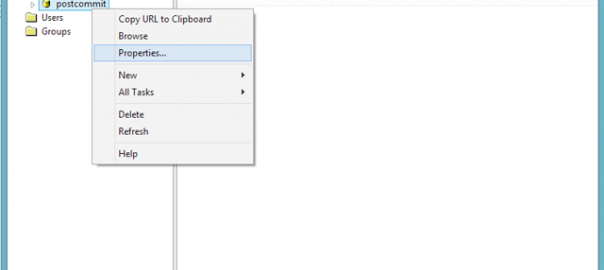 postcommit
Users
Groups
Copy URL to Clipboard
Browse
Properties...
New
All Tasks
Delete
Refresh
Help